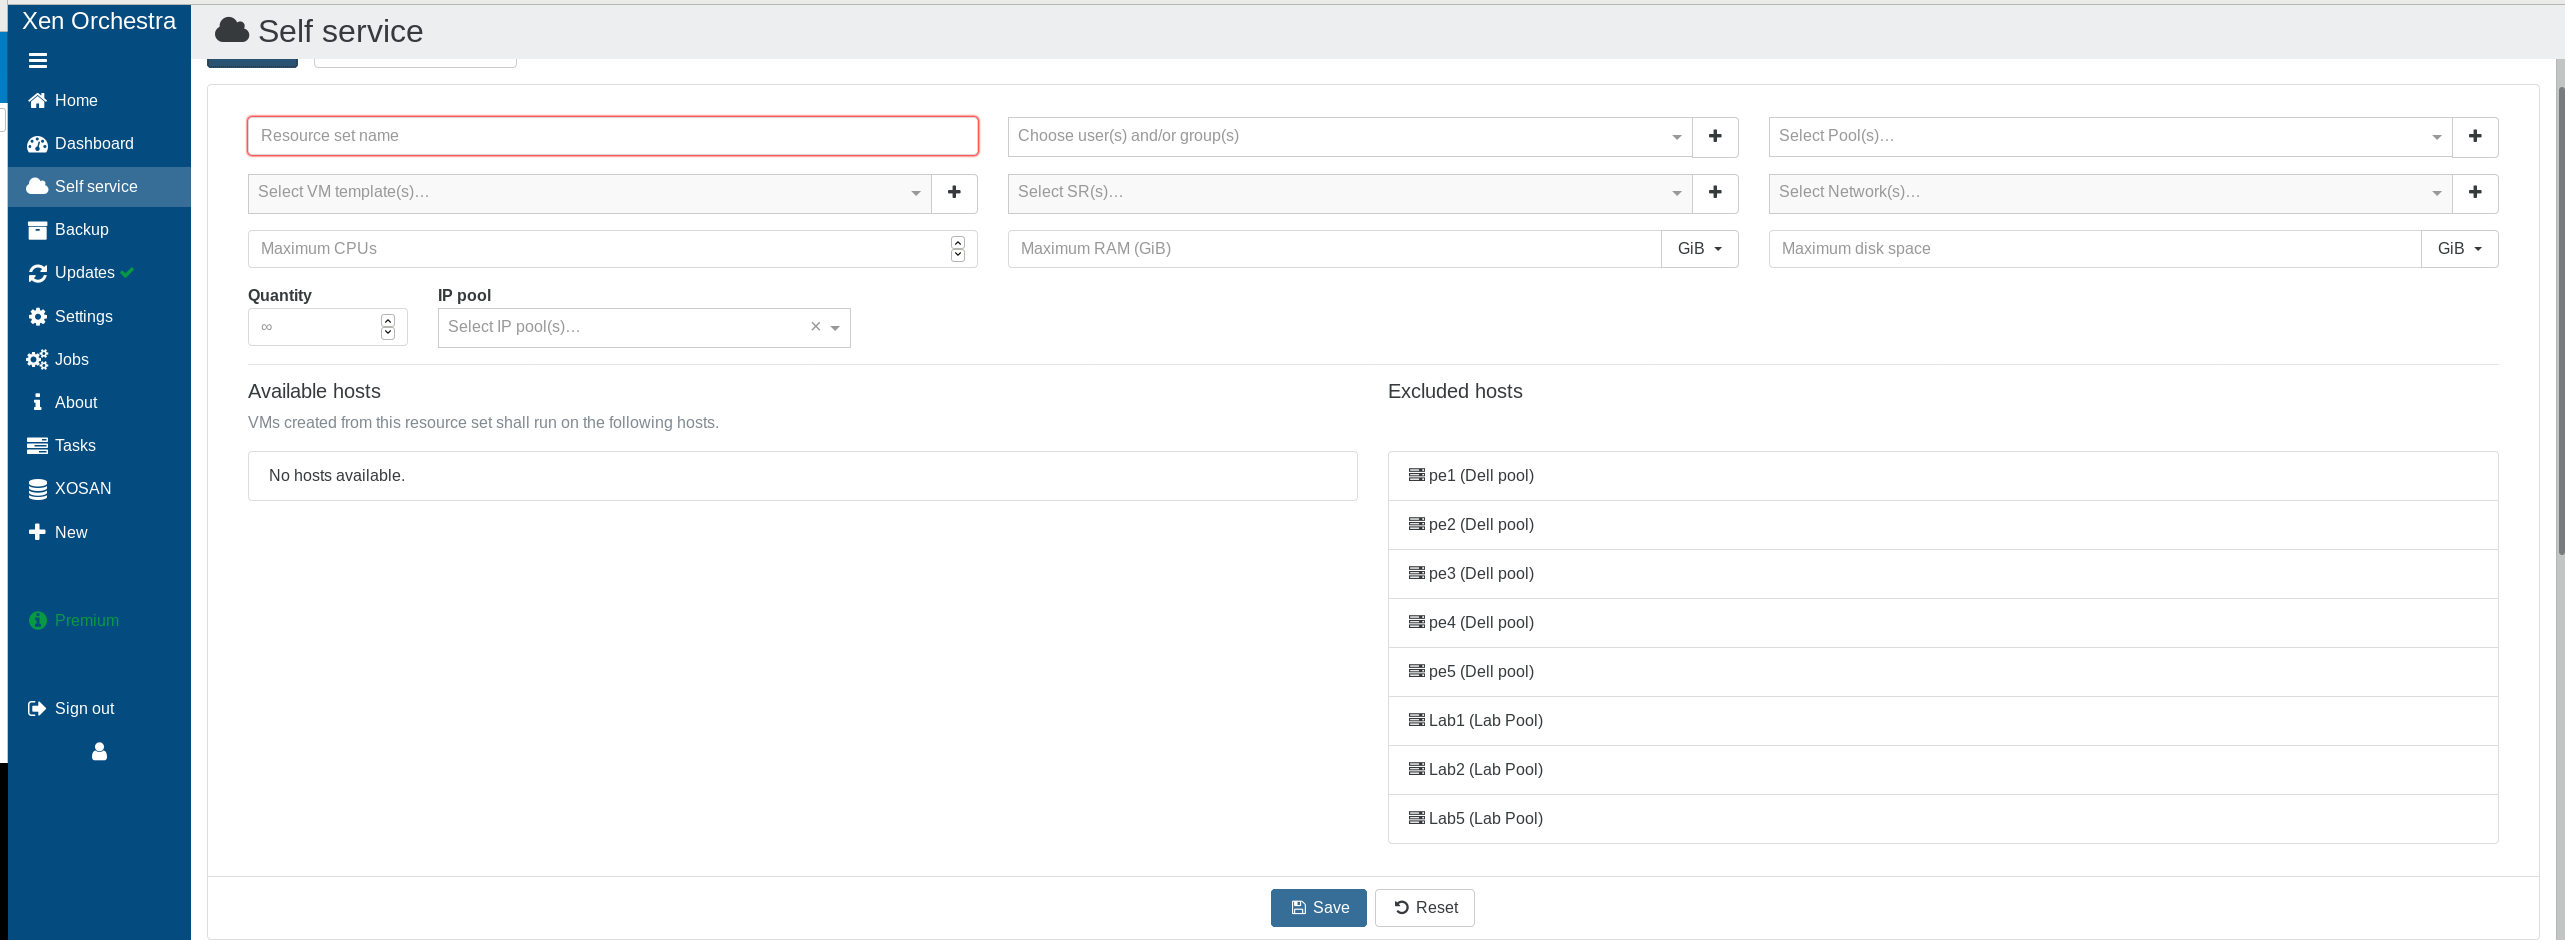 Xen Orchestra
Home
Dashboard
Self service
Backup
Updates
Settings
Jobs
About
Tasks
XOSAN
New
Premium
Sign out
Self service
Resource set name
Choose user(s) and/or group(s)
Select Pool(s)...
Select VM template(s)...
Select SR(s)...
Select Network(s)...
Maximum CPUs
Maximum RAM (GiB)
GiB
Maximum disk space
GiB
Quantity
IP pool
∞
Select IP pool(s)...
×
Available hosts
VMs created from this resource set shall run on the following hosts.
No hosts available.
Excluded hosts
pe1 (Dell pool)
pe2 (Dell pool)
pe3 (Dell pool)
pe4 (Dell pool)
pe5 (Dell pool)
Lab1 (Lab Pool)
Lab2 (Lab Pool)
Lab5 (Lab Pool)
Save
Reset